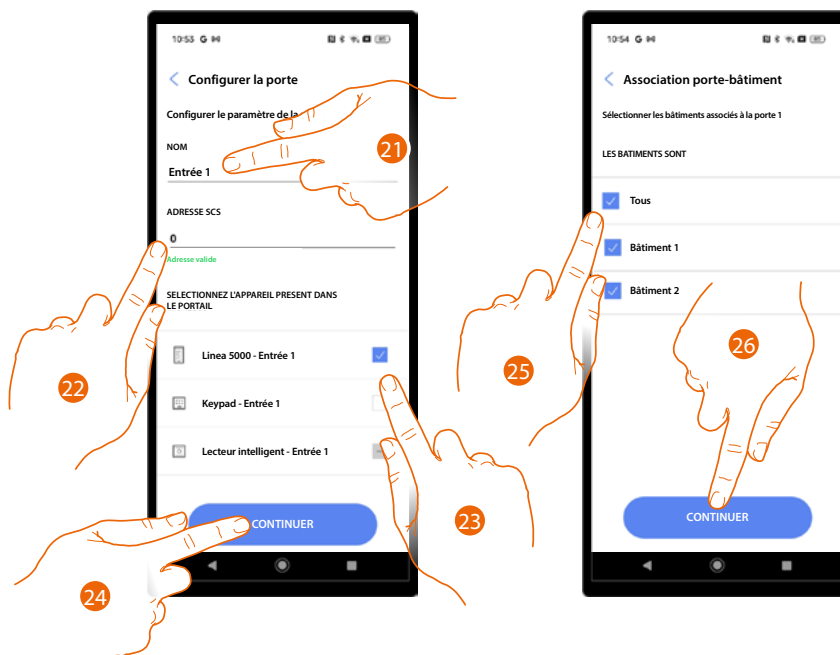 10:53 G M
85
Configurer la porte
Configurer le paramètre de la
NOM
Entrée 1
21
ADRESSE SCS
0
Adresse valide
SELECTIONNEZ L'APPAREIL PRESENT DANS
LE PORTAIL
Linea 5000 - Entrée 1
22
Keypad - Entrée 1
Lecteur intelligent - Entrée 1
23
CONTINUER
24
10:54 G M
85
Association porte-bâtiment
Sélectionner les bâtiments associés à la porte 1
LES BATIMENTS SONT
Tous
Bâtiment 1
Bâtiment 2
26
25
CONTINUER